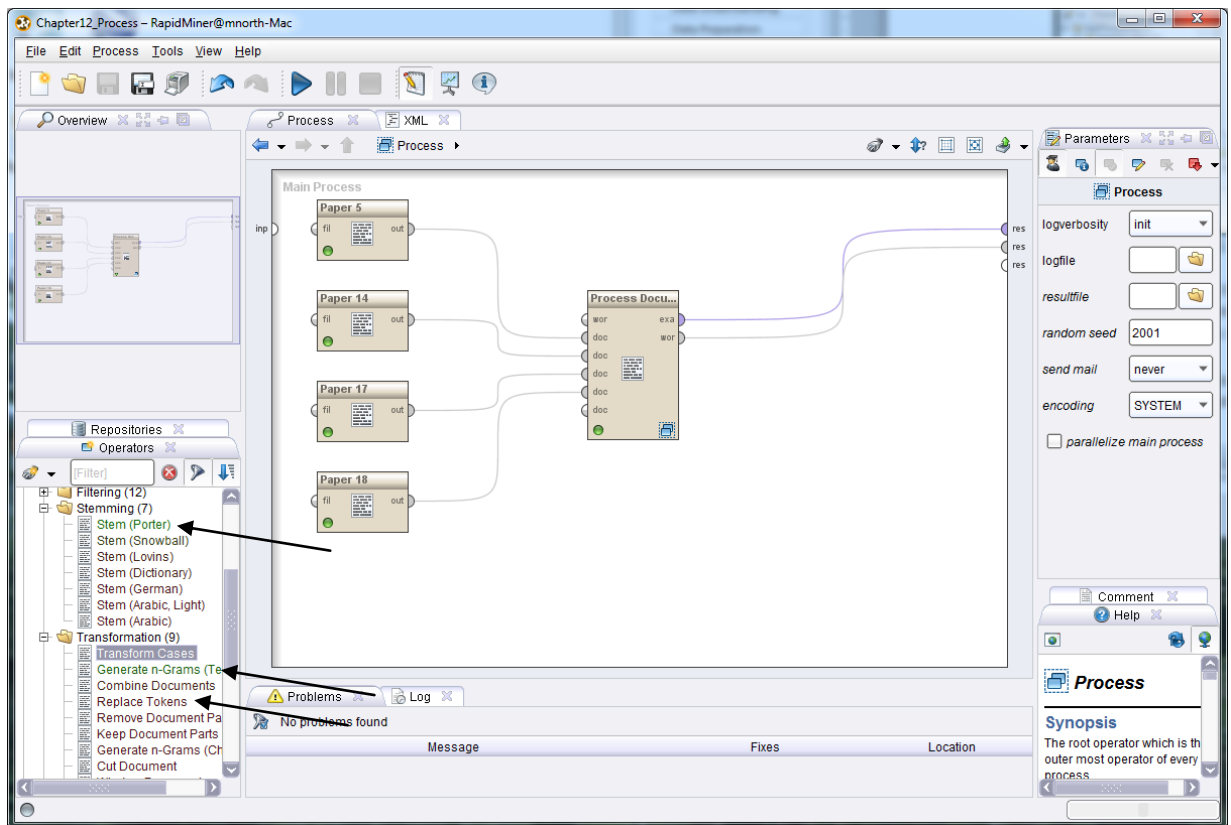 Chapter12_Process – RapidMiner@mnorth-Mac
File Edit Process Tools View Help
Overview
Process
XML
Process
Parameters
Process
logverbosity
init
logfile
resultfile
random seed
2001
send mail
never
encoding
SYSTEM
parallelize main process
Main Process
inp
Paper 5
fil
out
Paper 14
fil
out
Paper 17
fil
out
Paper 18
fil
out
Process Docu...
wor
exa
doc
wor
doc
doc
doc
doc
res
res
res
Repositories
Operators
[Filter]
Filtering (12)
Stemming (7)
Stem (Porter)
Stem (Snowball)
Stem (Lovins)
Stem (Dictionary)
Stem (German)
Stem (Arabic, Light)
Stem (Arabic)
Transformation (9)
Transform Cases
Generate n-Grams (Te
Combine Documents
Replace Tokens
Remove Document Pa
Keep Document Parts
Generate n-Grams (Ch
Cut Document
Problems
Log
No problems found
Message
Fixes
Location
Comment
Help
Process
Synopsis
The root operator which is th
outer most operator of every
process.